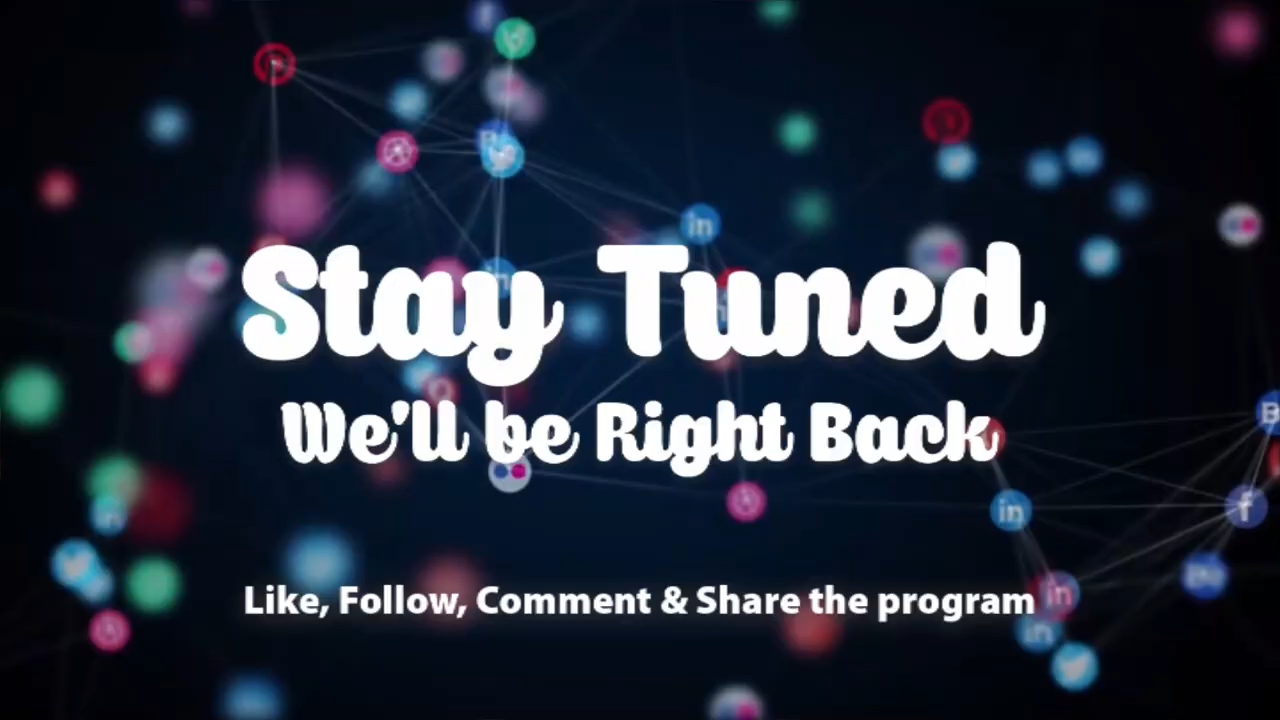 Stay Tuned
We'll be Right Back
Like, Follow, Comment & Share the program